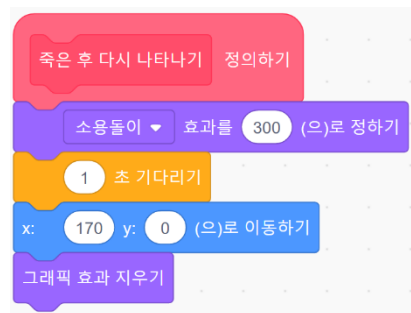 죽은 후 다시 나타나기 정의하기
소용돌이 효과를 300 (으)로 정하기
1 초 기다리기
x: 170 y: 0 (으)로 이동하기
그래픽 효과 지우기